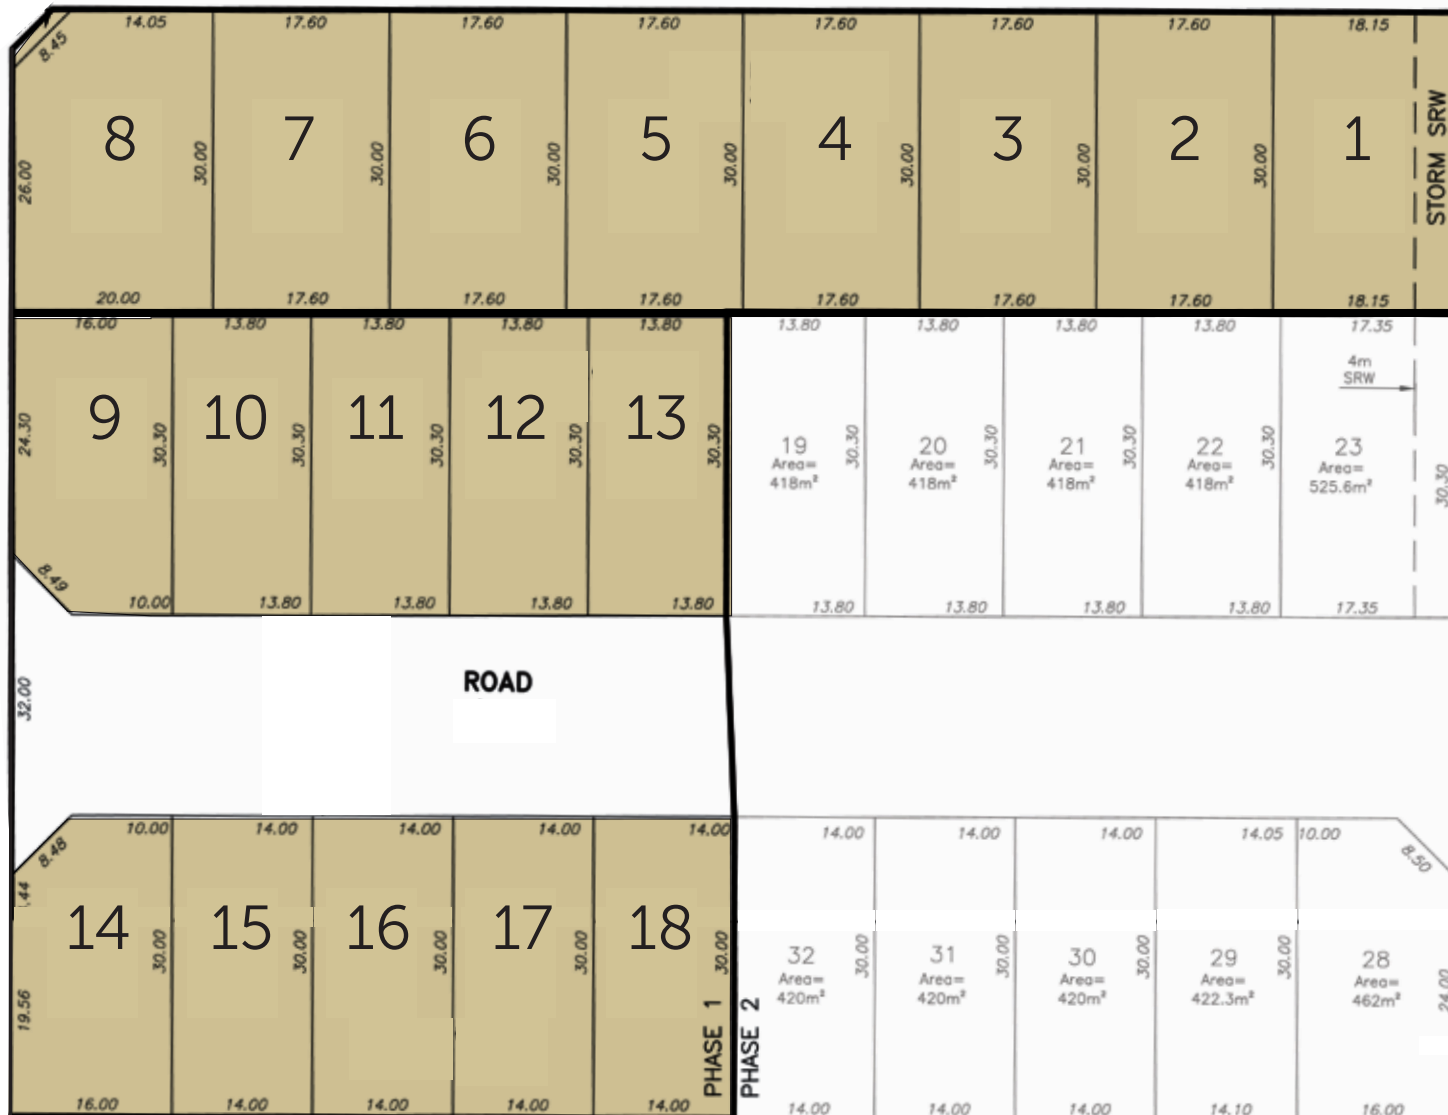 14.05 17.60 17.60 17.60 17.60 17.60 17.60 18.15
8.45
8 7 6 5 4 3 2 1
26.00 30.00 30.00 30.00 30.00 30.00 30.00 30.00
STORM SRW
20.00 17.60 17.60 17.60 17.60 17.60 17.60 18.15
16.00 13.80 13.80 13.80 13.80 13.80 13.80 13.80 13.80 17.35
4m
SRW
9 10 11 12 13
24.30 30.30 30.30 30.30 30.30 30.30 30.30 30.30 30.30 30.30 30.30
19 20 21 22 23
Area= Area= Area= Area= Area=
418m² 418m² 418m² 418m² 525.6m²
8.49
10.00 13.80 13.80 13.80 13.80 13.80 13.80 13.80 13.80 17.35
32.00
ROAD
10.00 14.00 14.00 14.00 14.00 14.00 14.00 14.00 14.05 10.00
8.48 8.50
.44
14 15 16 17 18
30.00 30.00 30.00 30.00 30.00 30.00 30.00 30.00 30.00
32 31 30 29 28
Area= Area= Area= Area= Area=
420m² 420m² 420m² 422.3m² 462m²
19.56 24.00
PHASE 1
PHASE 2
16.00 14.00 14.00 14.00 14.00 14.00 14.00 14.00 14.10 16.00